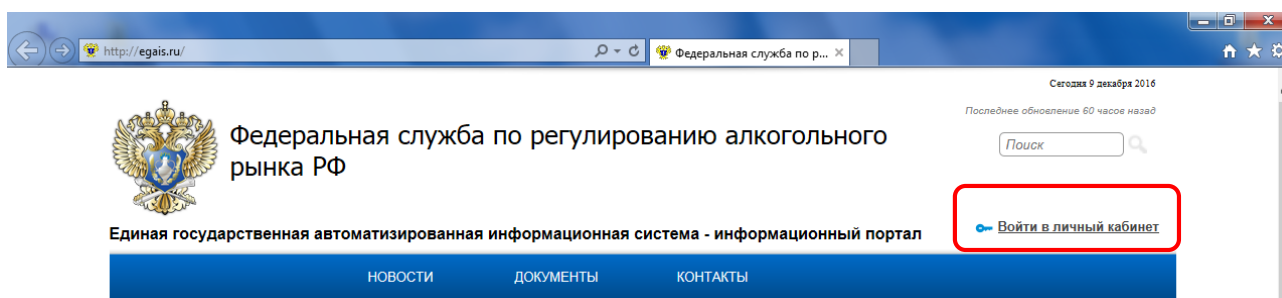 http://egais.ru/
Федеральная служба по р...
Сегодня 9 декабря 2016
Последнее обновление 60 часов назад
Федеральная служба по регулированию алкогольного
рынка РФ
Поиск
Войти в личный кабинет
Единая государственная автоматизированная информационная система - информационный портал
НОВОСТИ ДОКУМЕНТЫ КОНТАКТЫ